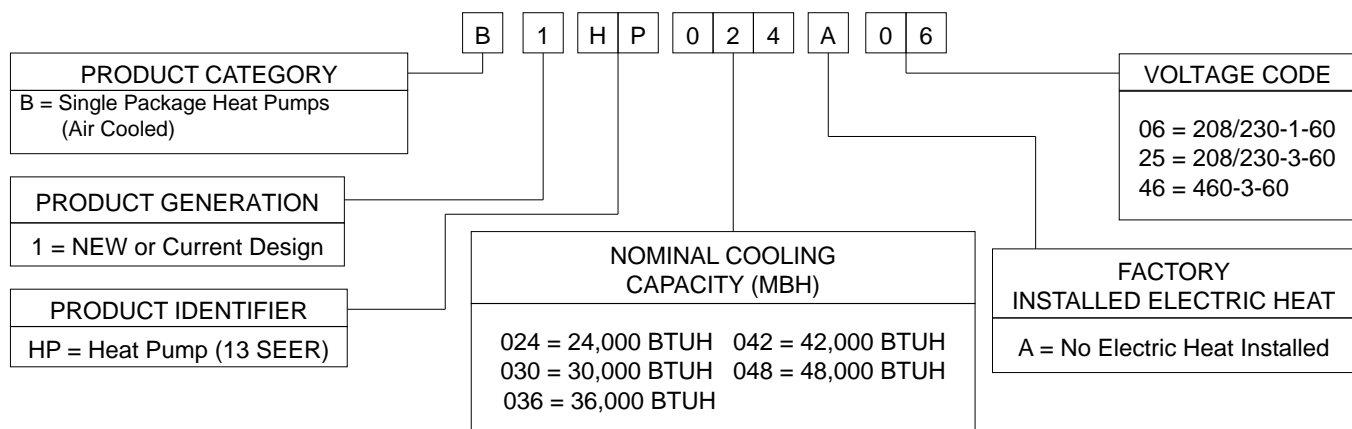 B 1 H P 0 2 4 A 0 6
PRODUCT CATEGORY
B = Single Package Heat Pumps
(Air Cooled)
PRODUCT GENERATION
1 = NEW or Current Design
PRODUCT IDENTIFIER
HP = Heat Pump (13 SEER)
NOMINAL COOLING
CAPACITY (MBH)
024 = 24,000 BTUH 042 = 42,000 BTUH
030 = 30,000 BTUH 048 = 48,000 BTUH
036 = 36,000 BTUH
FACTORY
INSTALLED ELECTRIC HEAT
A = No Electric Heat Installed
VOLTAGE CODE
06 = 208/230-1-60
25 = 208/230-3-60
46 = 460-3-60